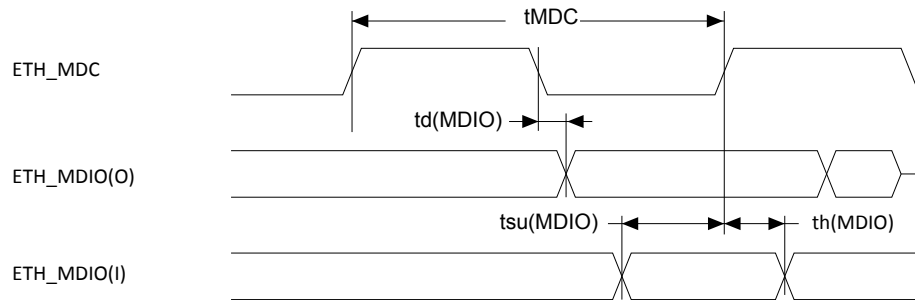 tMDC
ETH_MDC
td(MDIO)
ETH_MDIO(O)
tsu(MDIO)
th(MDIO)
ETH_MDIO(I)